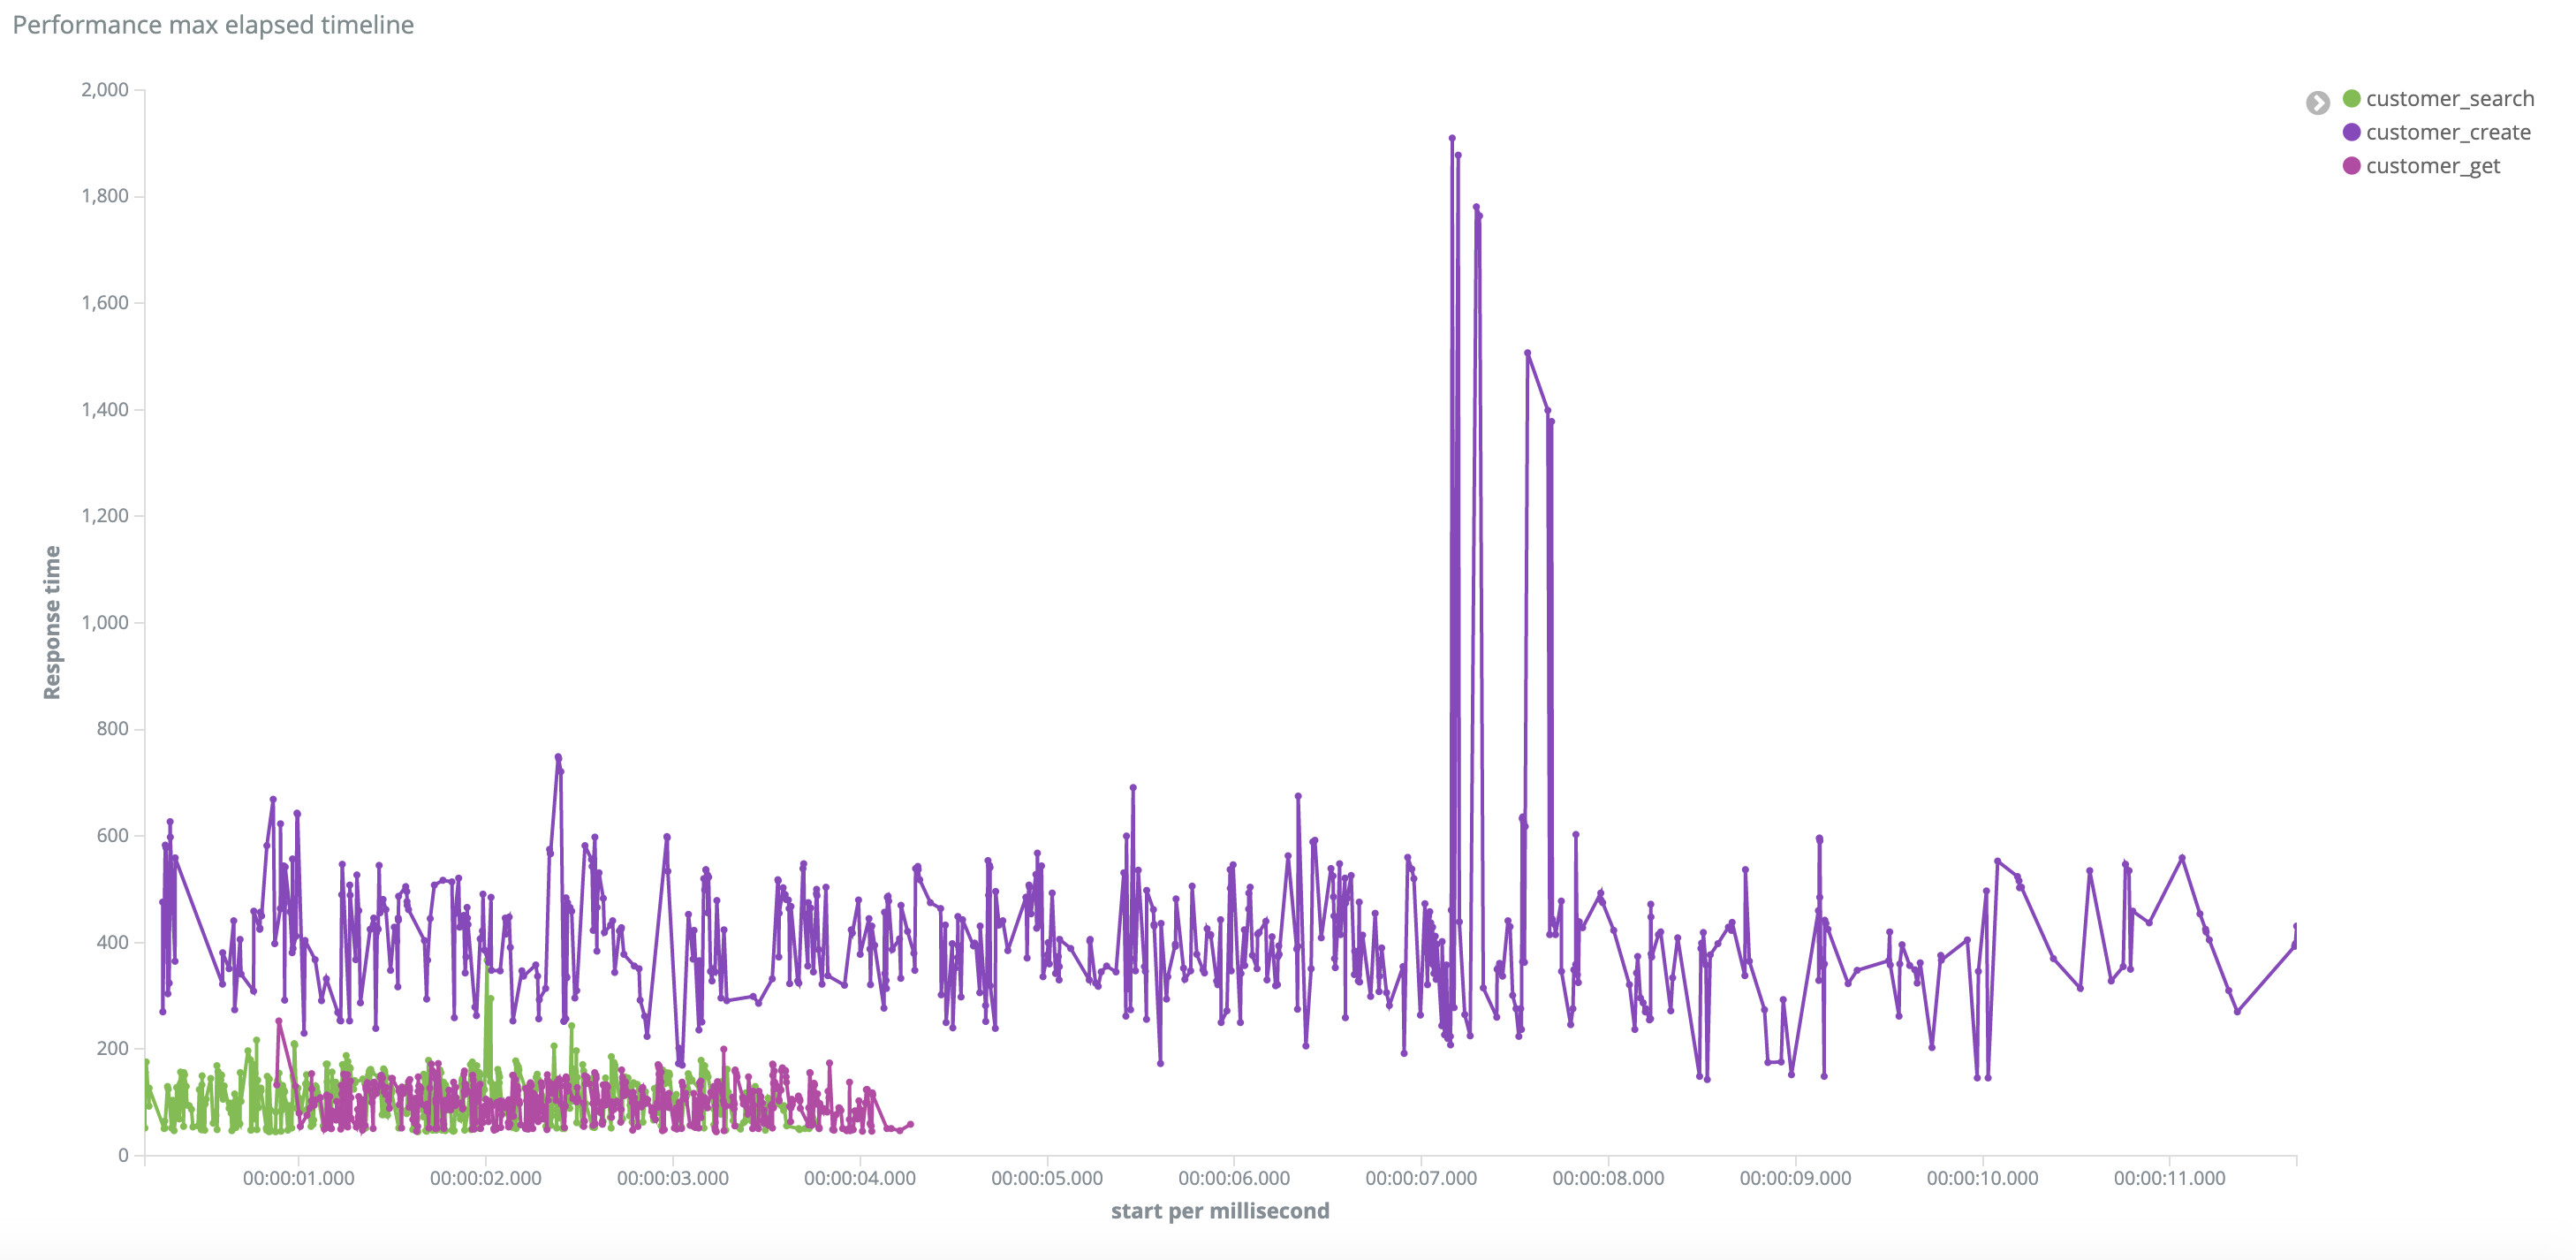 Performance max elapsed timeline
customer_search
customer_create
customer_get
Response time
2,000
1,800
1,600
1,400
1,200
1,000
800
600
400
200
0
00:00:01.000 00:00:02.000 00:00:03.000 00:00:04.000 00:00:05.000 00:00:06.000 00:00:07.000 00:00:08.000 00:00:09.000 00:00:10.000 00:00:11.000
start per millisecond